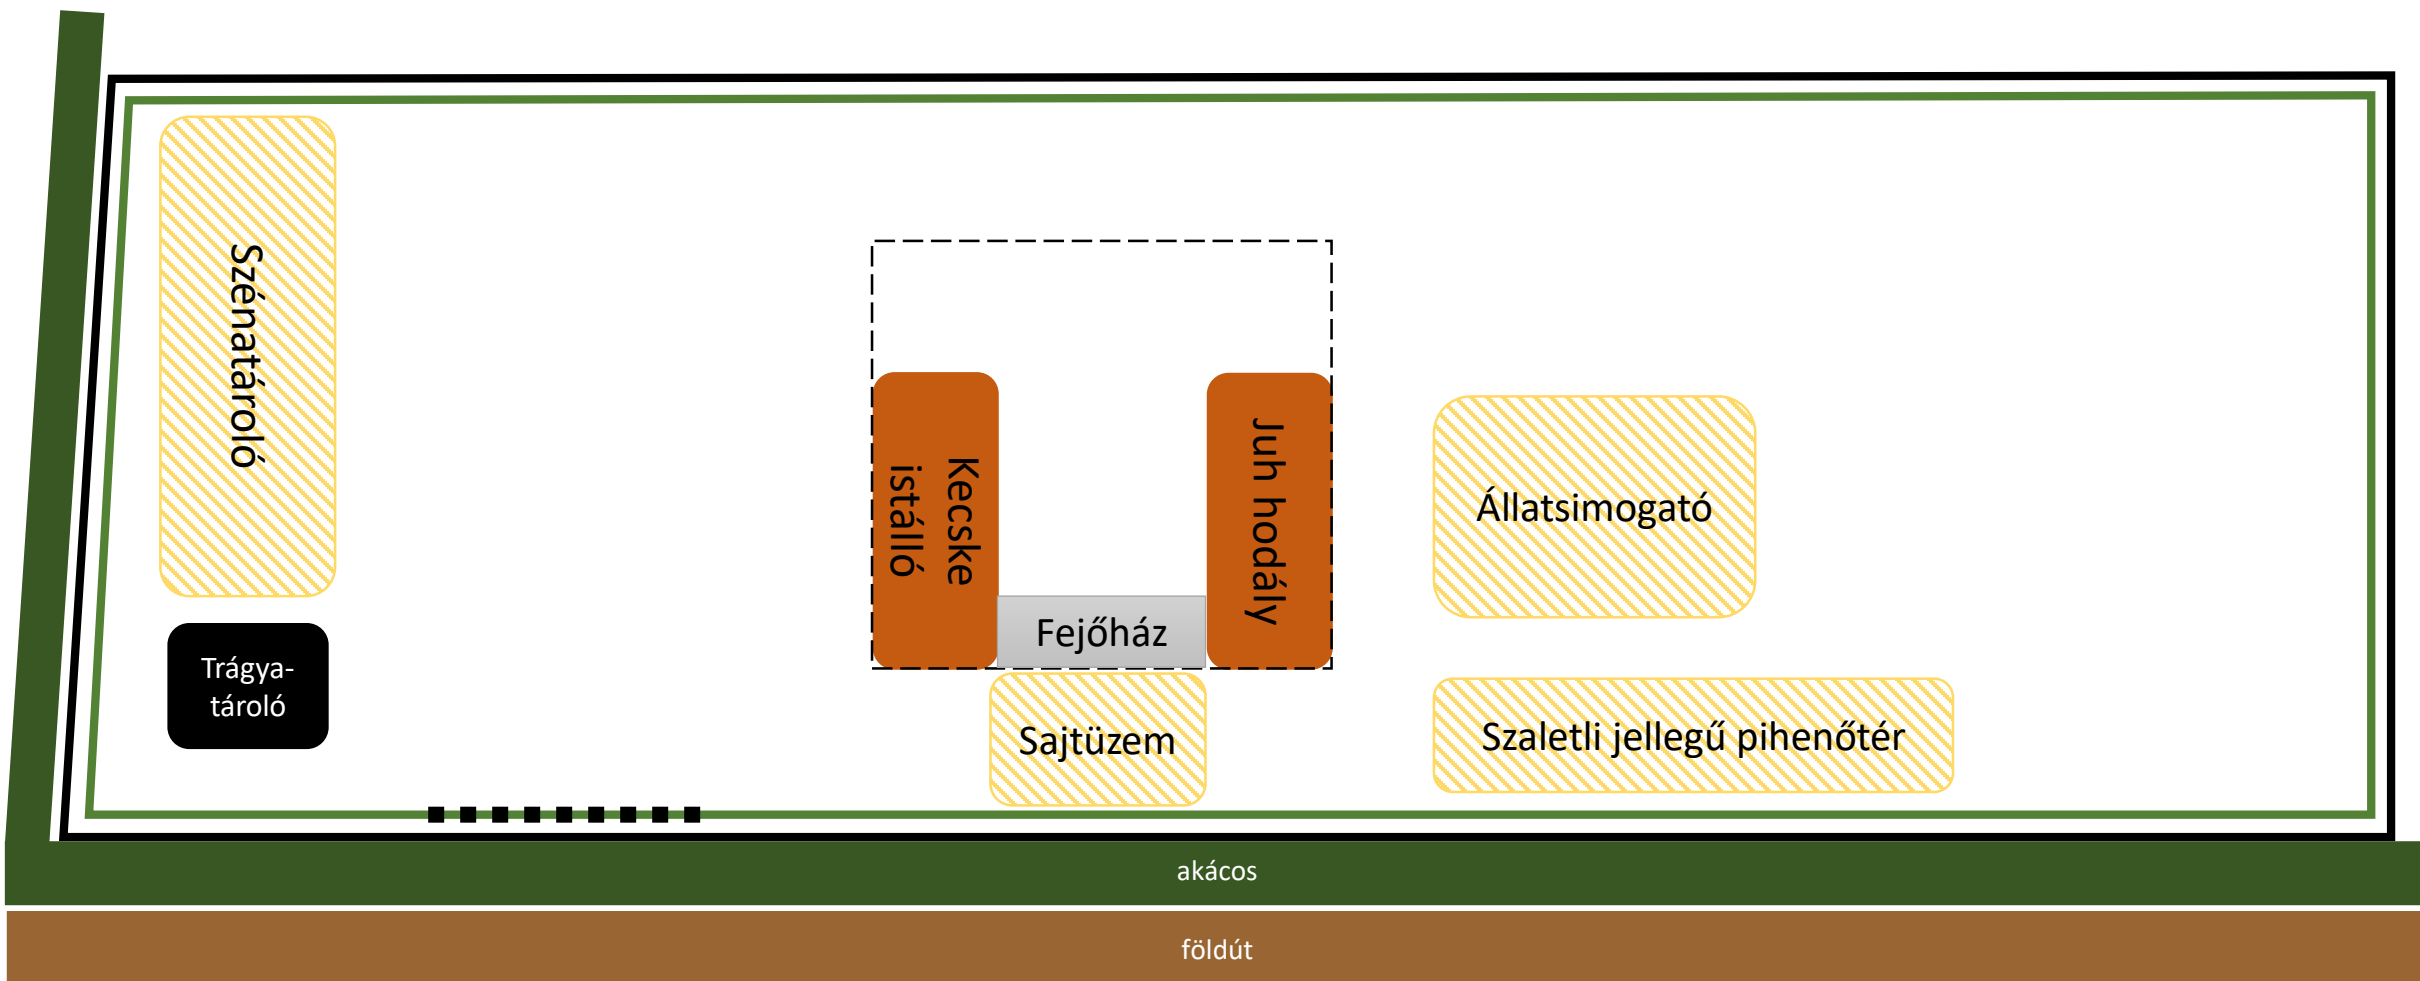 Szénatároló
Trágya-
tároló
Kecske
istálló
Fejőház
Juh hodály
Sajtüzem
Állatsimogató
Szaletli jellegű pihenőtér
akácos
földút